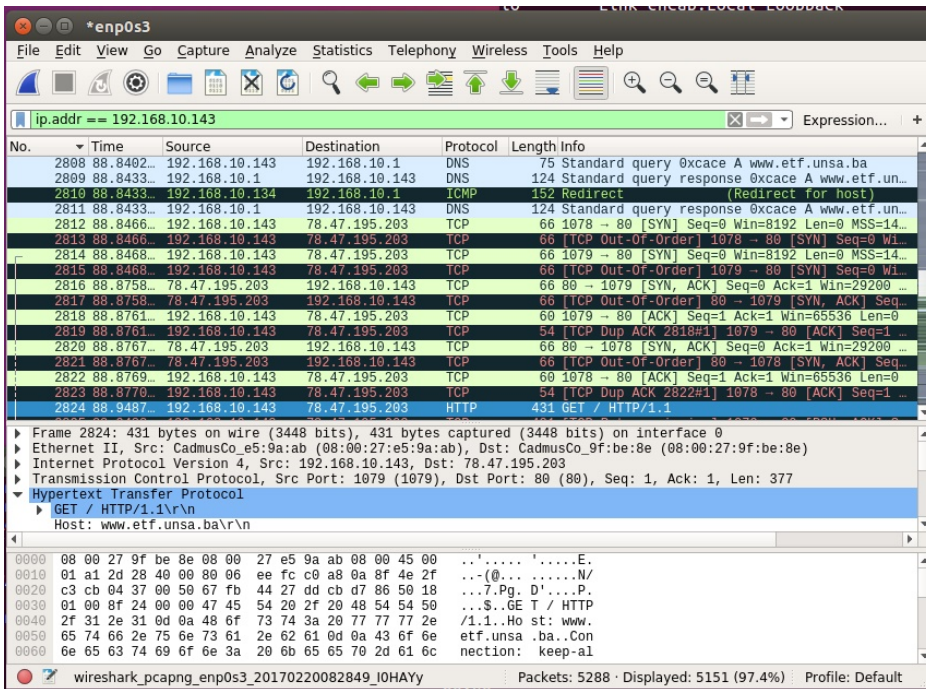 *enp0s3
File Edit View Go Capture Analyze Statistics Telephony Wireless Tools Help
ip.addr == 192.168.10.143 Expression... +
No. Time Source Destination Protocol Length Info
2808 88.8402… 192.168.10.143 192.168.10.1 DNS 75 Standard query 0xcace A www.etf.unsa.ba
2809 88.8433… 192.168.10.1 192.168.10.143 DNS 124 Standard query response 0xcace A www.etf.un…
2810 88.8433… 192.168.10.134 192.168.10.1 ICMP 152 Redirect (Redirect for host)
2811 88.8433… 192.168.10.1 192.168.10.143 DNS 124 Standard query response 0xcace A www.etf.un…
2812 88.8466… 192.168.10.143 78.47.195.203 TCP 66 1078 → 80 [SYN] Seq=0 Win=8192 Len=0 MSS=14…
2813 88.8466… 192.168.10.143 78.47.195.203 TCP 66 [TCP Out-Of-Order] 1078 → 80 [SYN] Seq=0 Wi…
2814 88.8468… 192.168.10.143 78.47.195.203 TCP 66 1079 → 80 [SYN] Seq=0 Win=8192 Len=0 MSS=14…
2815 88.8468… 192.168.10.143 78.47.195.203 TCP 66 [TCP Out-Of-Order] 1079 → 80 [SYN] Seq=0 Wi…
2816 88.8758… 78.47.195.203 192.168.10.143 TCP 66 80 → 1079 [SYN, ACK] Seq=0 Ack=1 Win=29200 …
2817 88.8758… 78.47.195.203 192.168.10.143 TCP 66 [TCP Out-Of-Order] 80 → 1079 [SYN, ACK] Seq…
2818 88.8761… 192.168.10.143 78.47.195.203 TCP 60 1079 → 80 [ACK] Seq=1 Ack=1 Win=65536 Len=0
2819 88.8761… 192.168.10.143 78.47.195.203 TCP 54 [TCP Dup ACK 2818#1] 1079 → 80 [ACK] Seq=1 …
2820 88.8767… 78.47.195.203 192.168.10.143 TCP 66 80 → 1078 [SYN, ACK] Seq=0 Ack=1 Win=29200 …
2821 88.8767… 78.47.195.203 192.168.10.143 TCP 66 [TCP Out-Of-Order] 80 → 1078 [SYN, ACK] Seq…
2822 88.8769… 192.168.10.143 78.47.195.203 TCP 60 1078 → 80 [ACK] Seq=1 Ack=1 Win=65536 Len=0
2823 88.8770… 192.168.10.143 78.47.195.203 TCP 54 [TCP Dup ACK 2822#1] 1078 → 80 [ACK] Seq=1 …
2824 88.9487… 192.168.10.143 78.47.195.203 HTTP 431 GET / HTTP/1.1
Frame 2824: 431 bytes on wire (3448 bits), 431 bytes captured (3448 bits) on interface 0
Ethernet II, Src: CadmusCo_e5:9a:ab (08:00:27:e5:9a:ab), Dst: CadmusCo_9f:be:8e (08:00:27:9f:be:8e)
Internet Protocol Version 4, Src: 192.168.10.143, Dst: 78.47.195.203
Transmission Control Protocol, Src Port: 1079 (1079), Dst Port: 80 (80), Seq: 1, Ack: 1, Len: 377
Hypertext Transfer Protocol
GET / HTTP/1.1\r\n
Host: www.etf.unsa.ba\r\n
0000 08 00 27 9f be 8e 08 00 27 e5 9a ab 08 00 45 00 ..'..... '.....E.
0010 01 a1 2d 28 40 00 80 06 ee fc c0 a8 0a 8f 4e 2f ..-(@... ......N/
0020 c3 cb 04 37 00 50 67 fb 44 27 dd cb d7 86 50 18 ...7.Pg. D'....P.
0030 01 00 8f 24 00 00 47 45 54 20 2f 20 48 54 54 50 ...$..GE T / HTTP
0040 2f 31 2e 31 0d 0a 48 6f 73 74 3a 20 77 77 77 2e /1.1..Ho st: www.
0050 65 74 66 2e 75 6e 73 61 2e 62 61 0d 0a 43 6f 6e etf.unsa .ba..Con
0060 6e 65 63 74 69 6f 6e 3a 20 6b 65 65 70 2d 61 6c nection: keep-al
wireshark_pcapng_enp0s3_20170220082849_l0HAYy Packets: 5288 · Displayed: 5151 (97.4%) Profile: Default